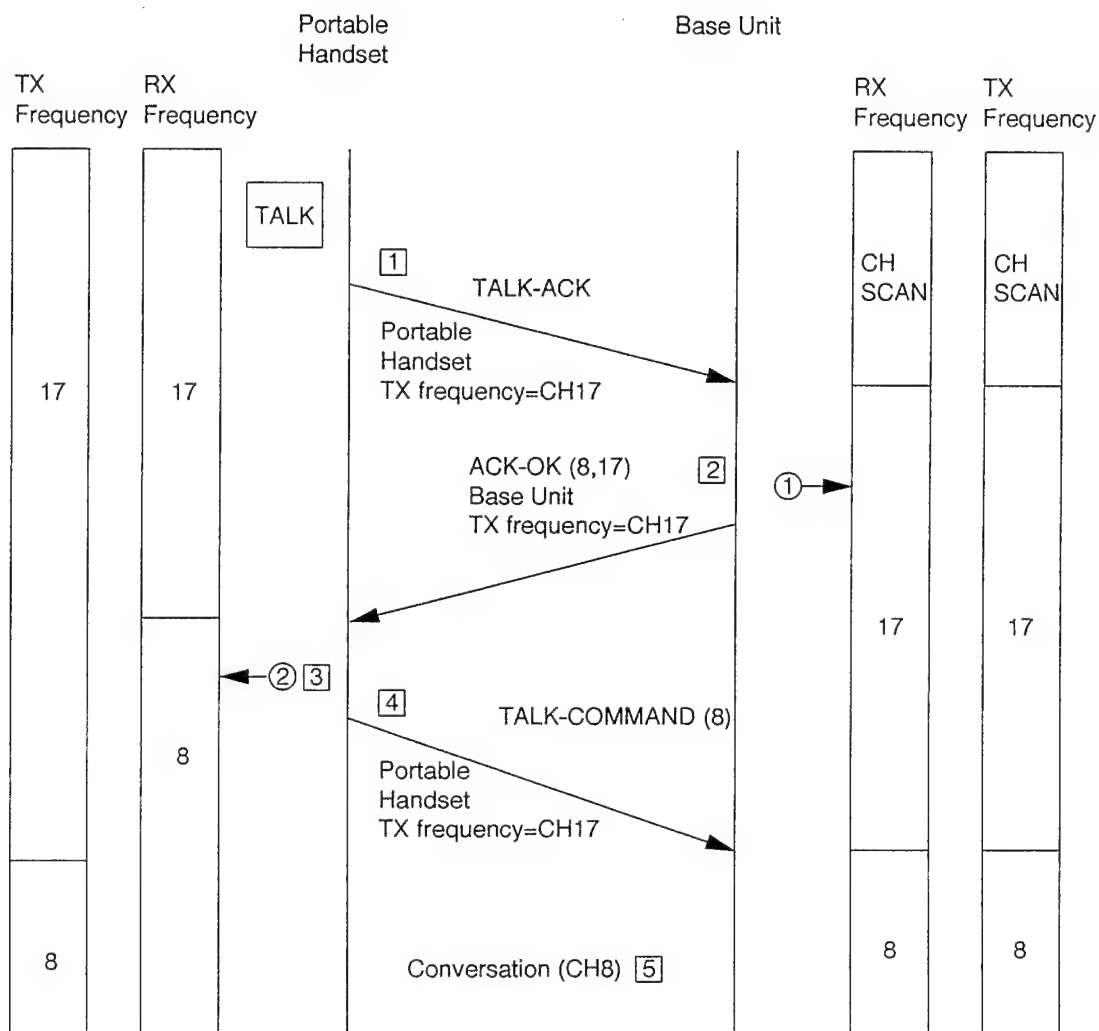 Portable
Handset
Base Unit
TX
Frequency
RX
Frequency
RX
Frequency
TX
Frequency
TALK
1
TALK-ACK
CH
SCAN
CH
SCAN
Portable
Handset
TX frequency=CH17
17
17
ACK-OK (8,17)
Base Unit
TX frequency=CH17
2
①
17
17
② 3
4
TALK-COMMAND (8)
8
Portable
Handset
TX frequency=CH17
8
Conversation (CH8) 5
8
8